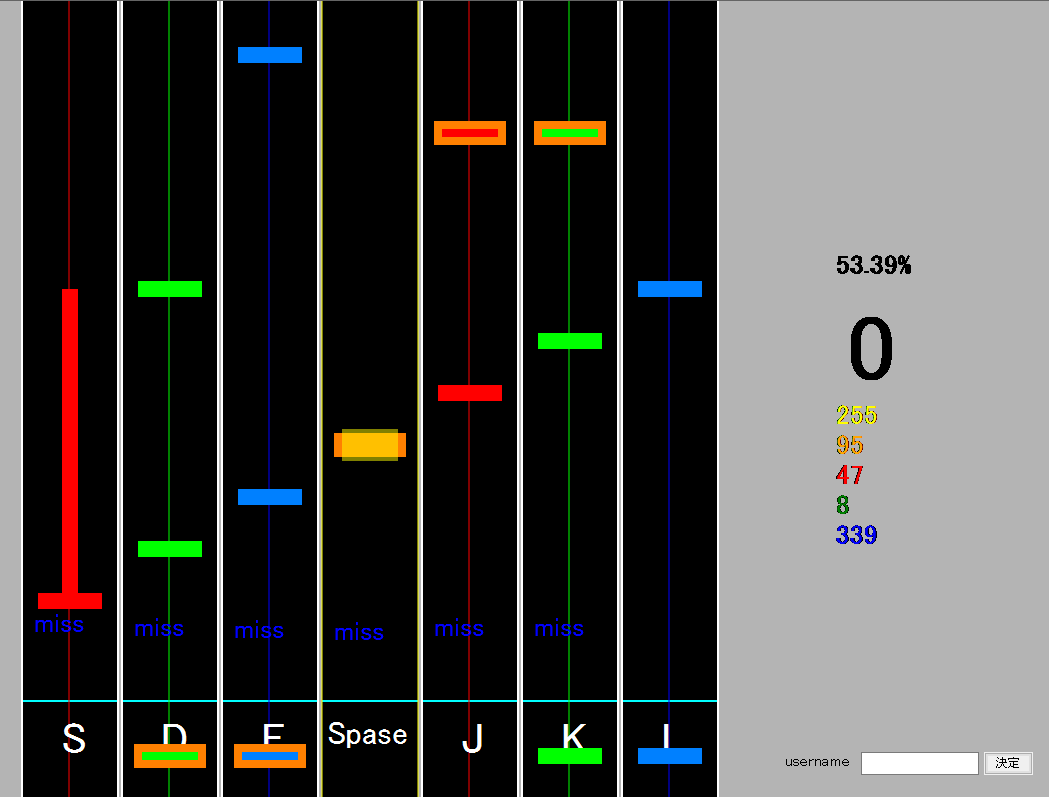 53.39%
0
255
95
47
8
339
miss
miss
miss
miss
miss
miss
S
D
F
Spase
J
K
L
username
決定